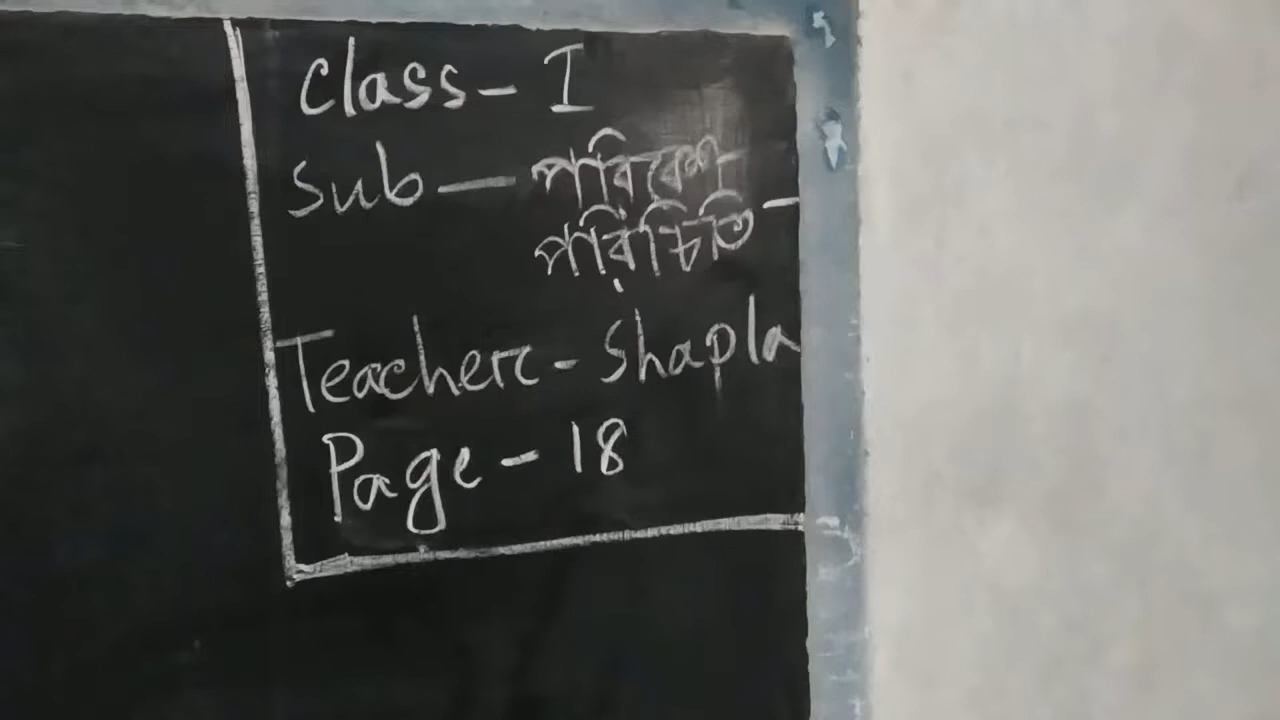 Class - I
Sub - পরিবেশ -
পরিচিতি
Teacher - Shapla
Page - 18